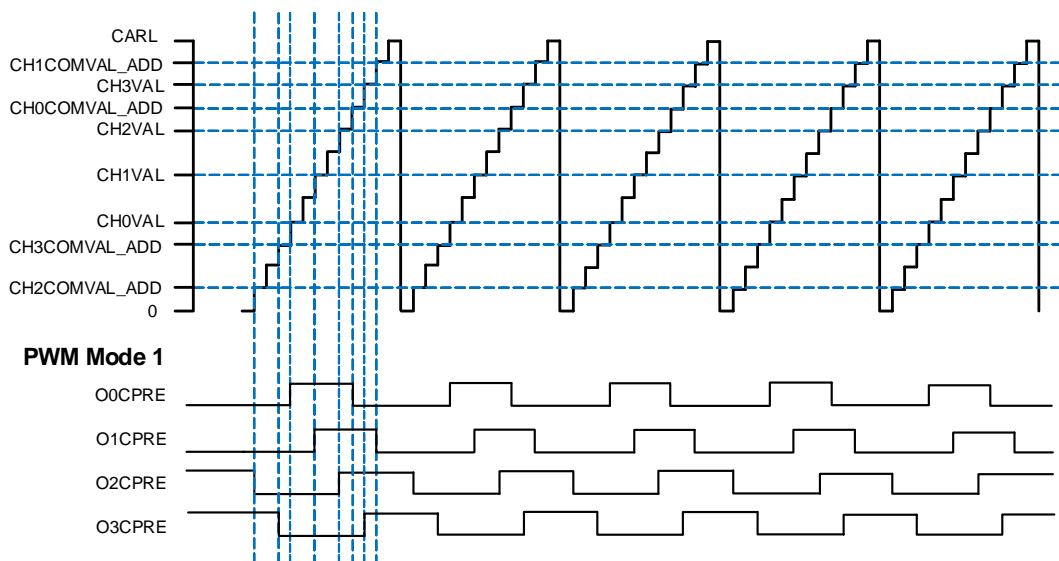 CARL
CH1COMVAL_ADD
CH3VAL
CH0COMVAL_ADD
CH2VAL
CH1VAL
CH0VAL
CH3COMVAL_ADD
CH2COMVAL_ADD
0
PWM Mode 1
O0CPRE
O1CPRE
O2CPRE
O3CPRE